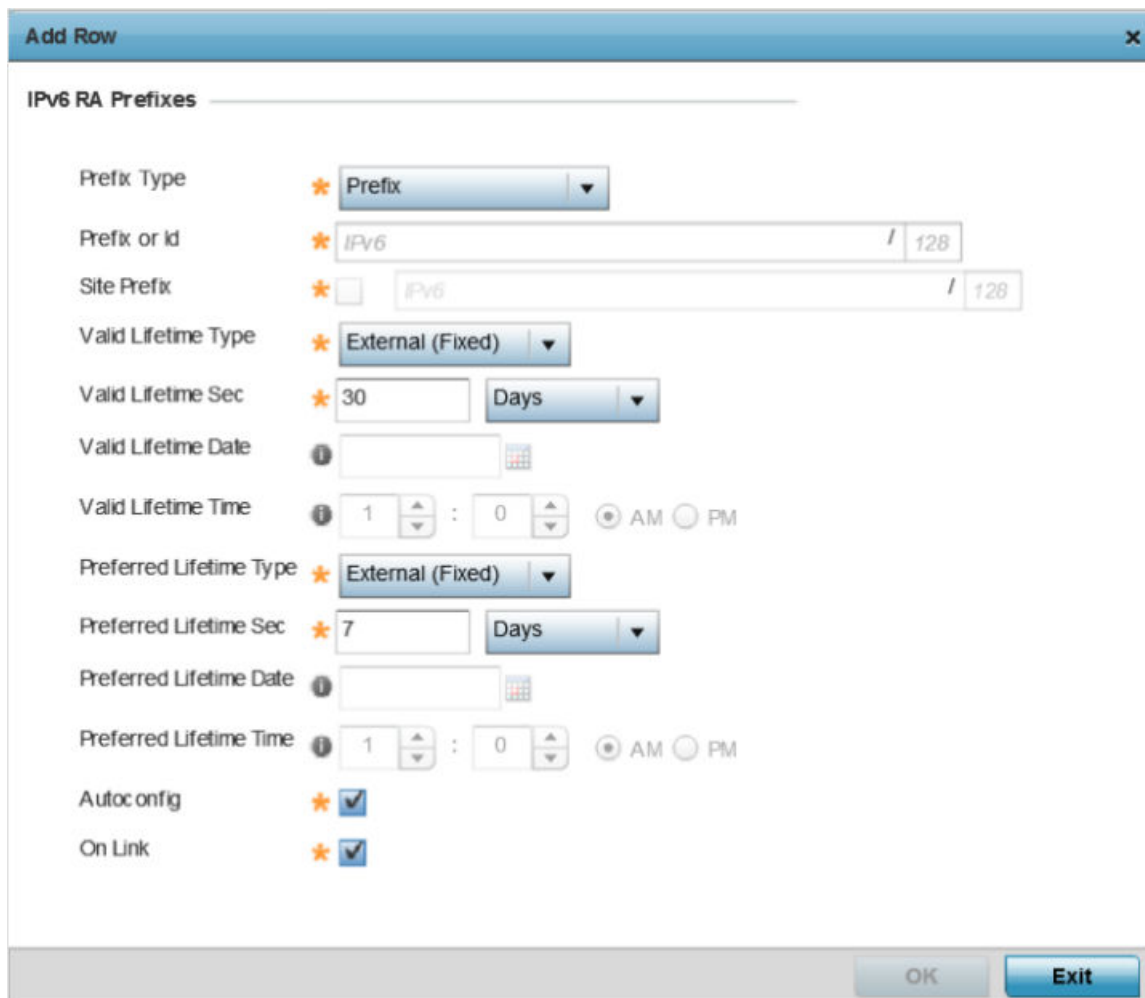 Add Row ×
IPv6 RA Prefixes
Prefix Type * Prefix
Prefix or Id * IPv6 / 128
Site Prefix * IPv6 / 128
Valid Lifetime Type * External (Fixed)
Valid Lifetime Sec * 30 Days
Valid Lifetime Date i
Valid Lifetime Time i 1 : 0 AM PM
Preferred Lifetime Type * External (Fixed)
Preferred Lifetime Sec * 7 Days
Preferred Lifetime Date i
Preferred Lifetime Time i 1 : 0 AM PM
Autoconfig *
On Link *
OK Exit